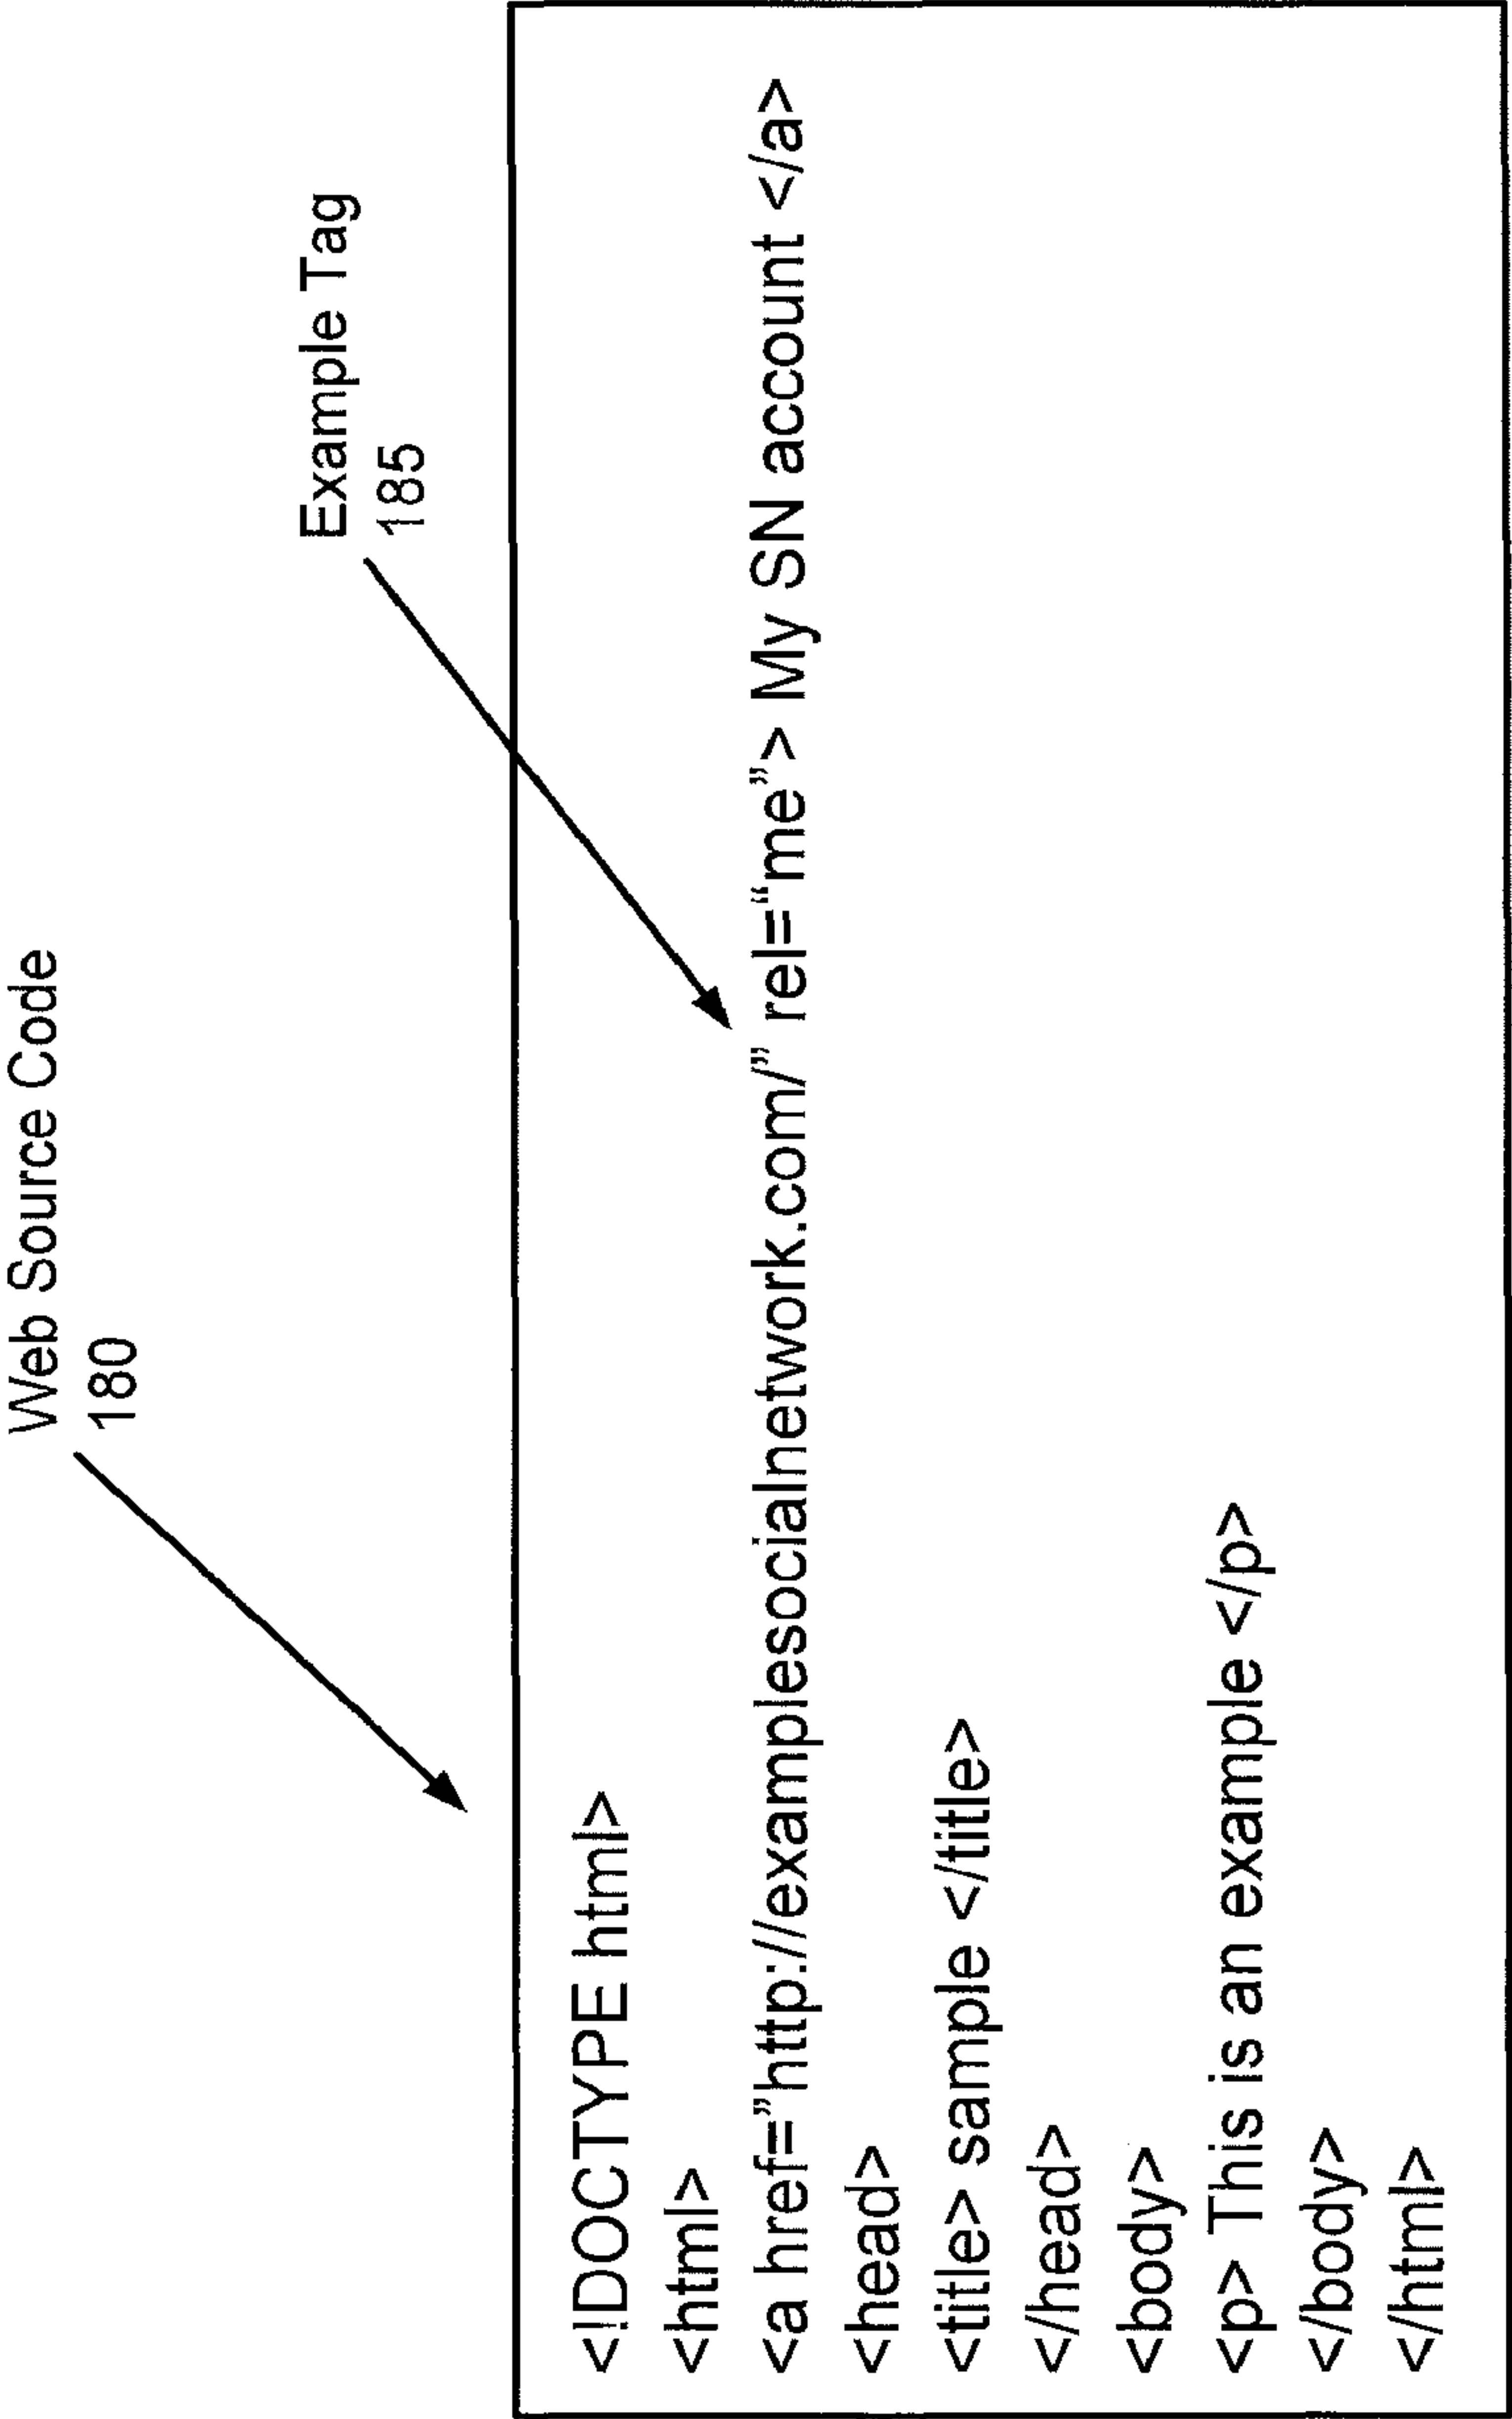 Web Source Code
180
Example Tag
185
<!DOCTYPE html>
<html>
<a href=”http://examplesocialnetwork.com/” rel=“me”> My SN account </a>
<head>
<title> sample </title>
</head>
<body>
<p> This is an example </p>
</body>
</html>